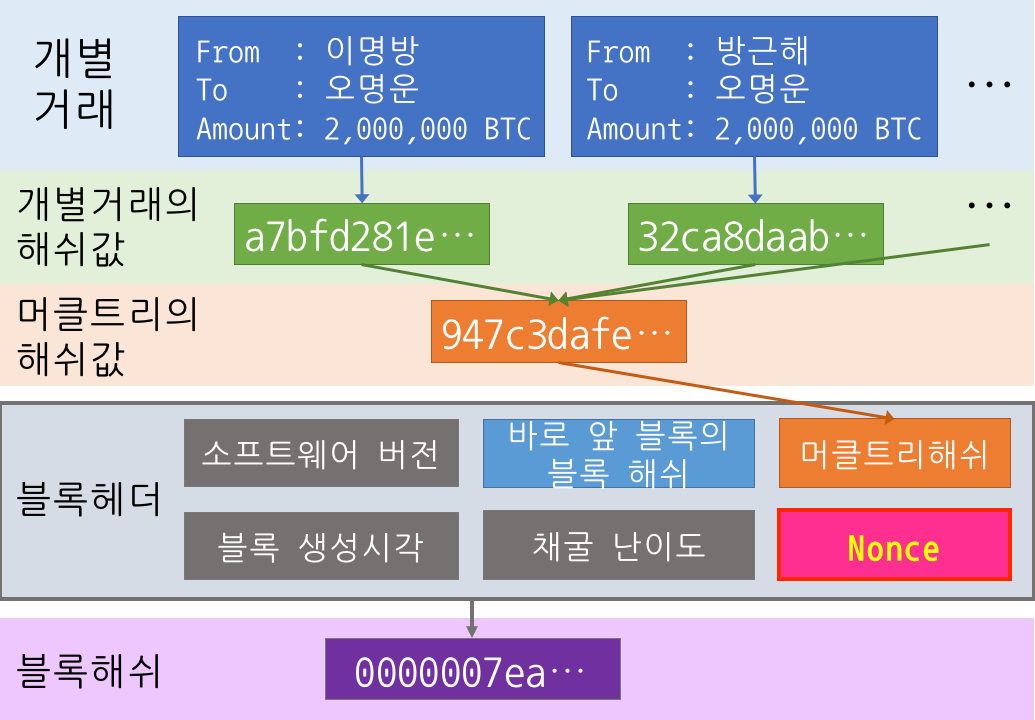 개별
거래
From  : 이명방
To    : 오명운
Amount: 2,000,000 BTC
From  : 방근해
To    : 오명운
Amount: 2,000,000 BTC
…
개별거래의
해쉬값
a7bfd281e…
32ca8daab…
…
머클트리의
해쉬값
947c3dafe…
블록헤더
소프트웨어 버전
바로 앞 블록의
블록 해쉬
머클트리해쉬
블록 생성시각
채굴 난이도
Nonce
블록해쉬
0000007ea…